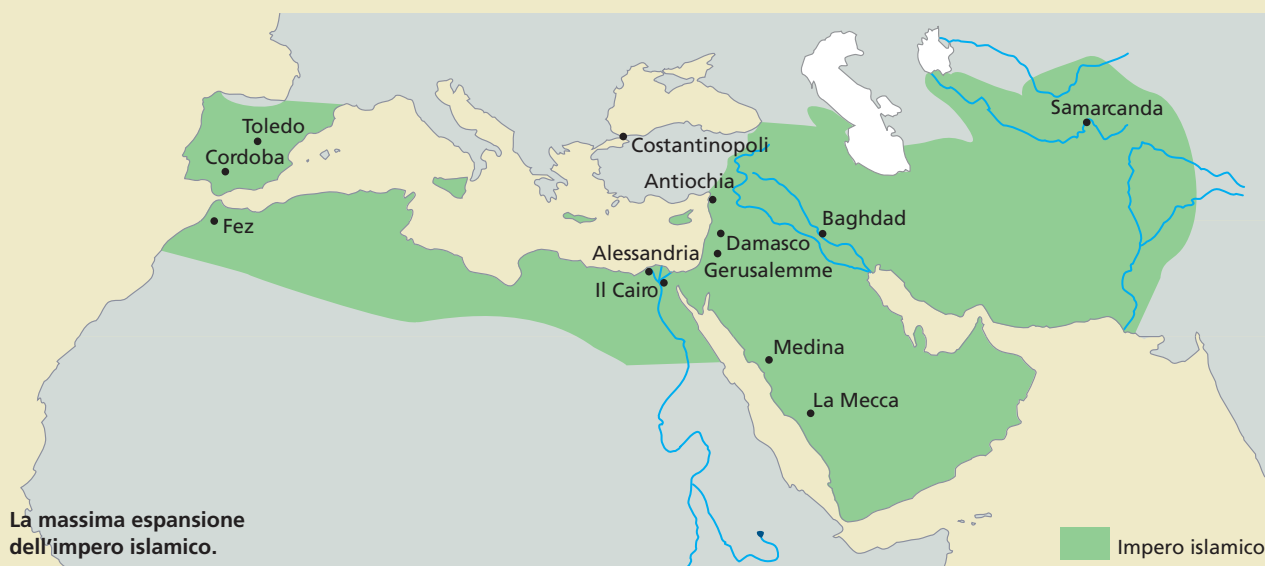 Samarcanda
Toledo
Costantinopoli
Cordoba
Antiochia
Fez
Baghdad
Damasco
Alessandria
Gerusalemme
Il Cairo
Medina
La Mecca
La massima espansione
dell’impero islamico.
Impero islamico